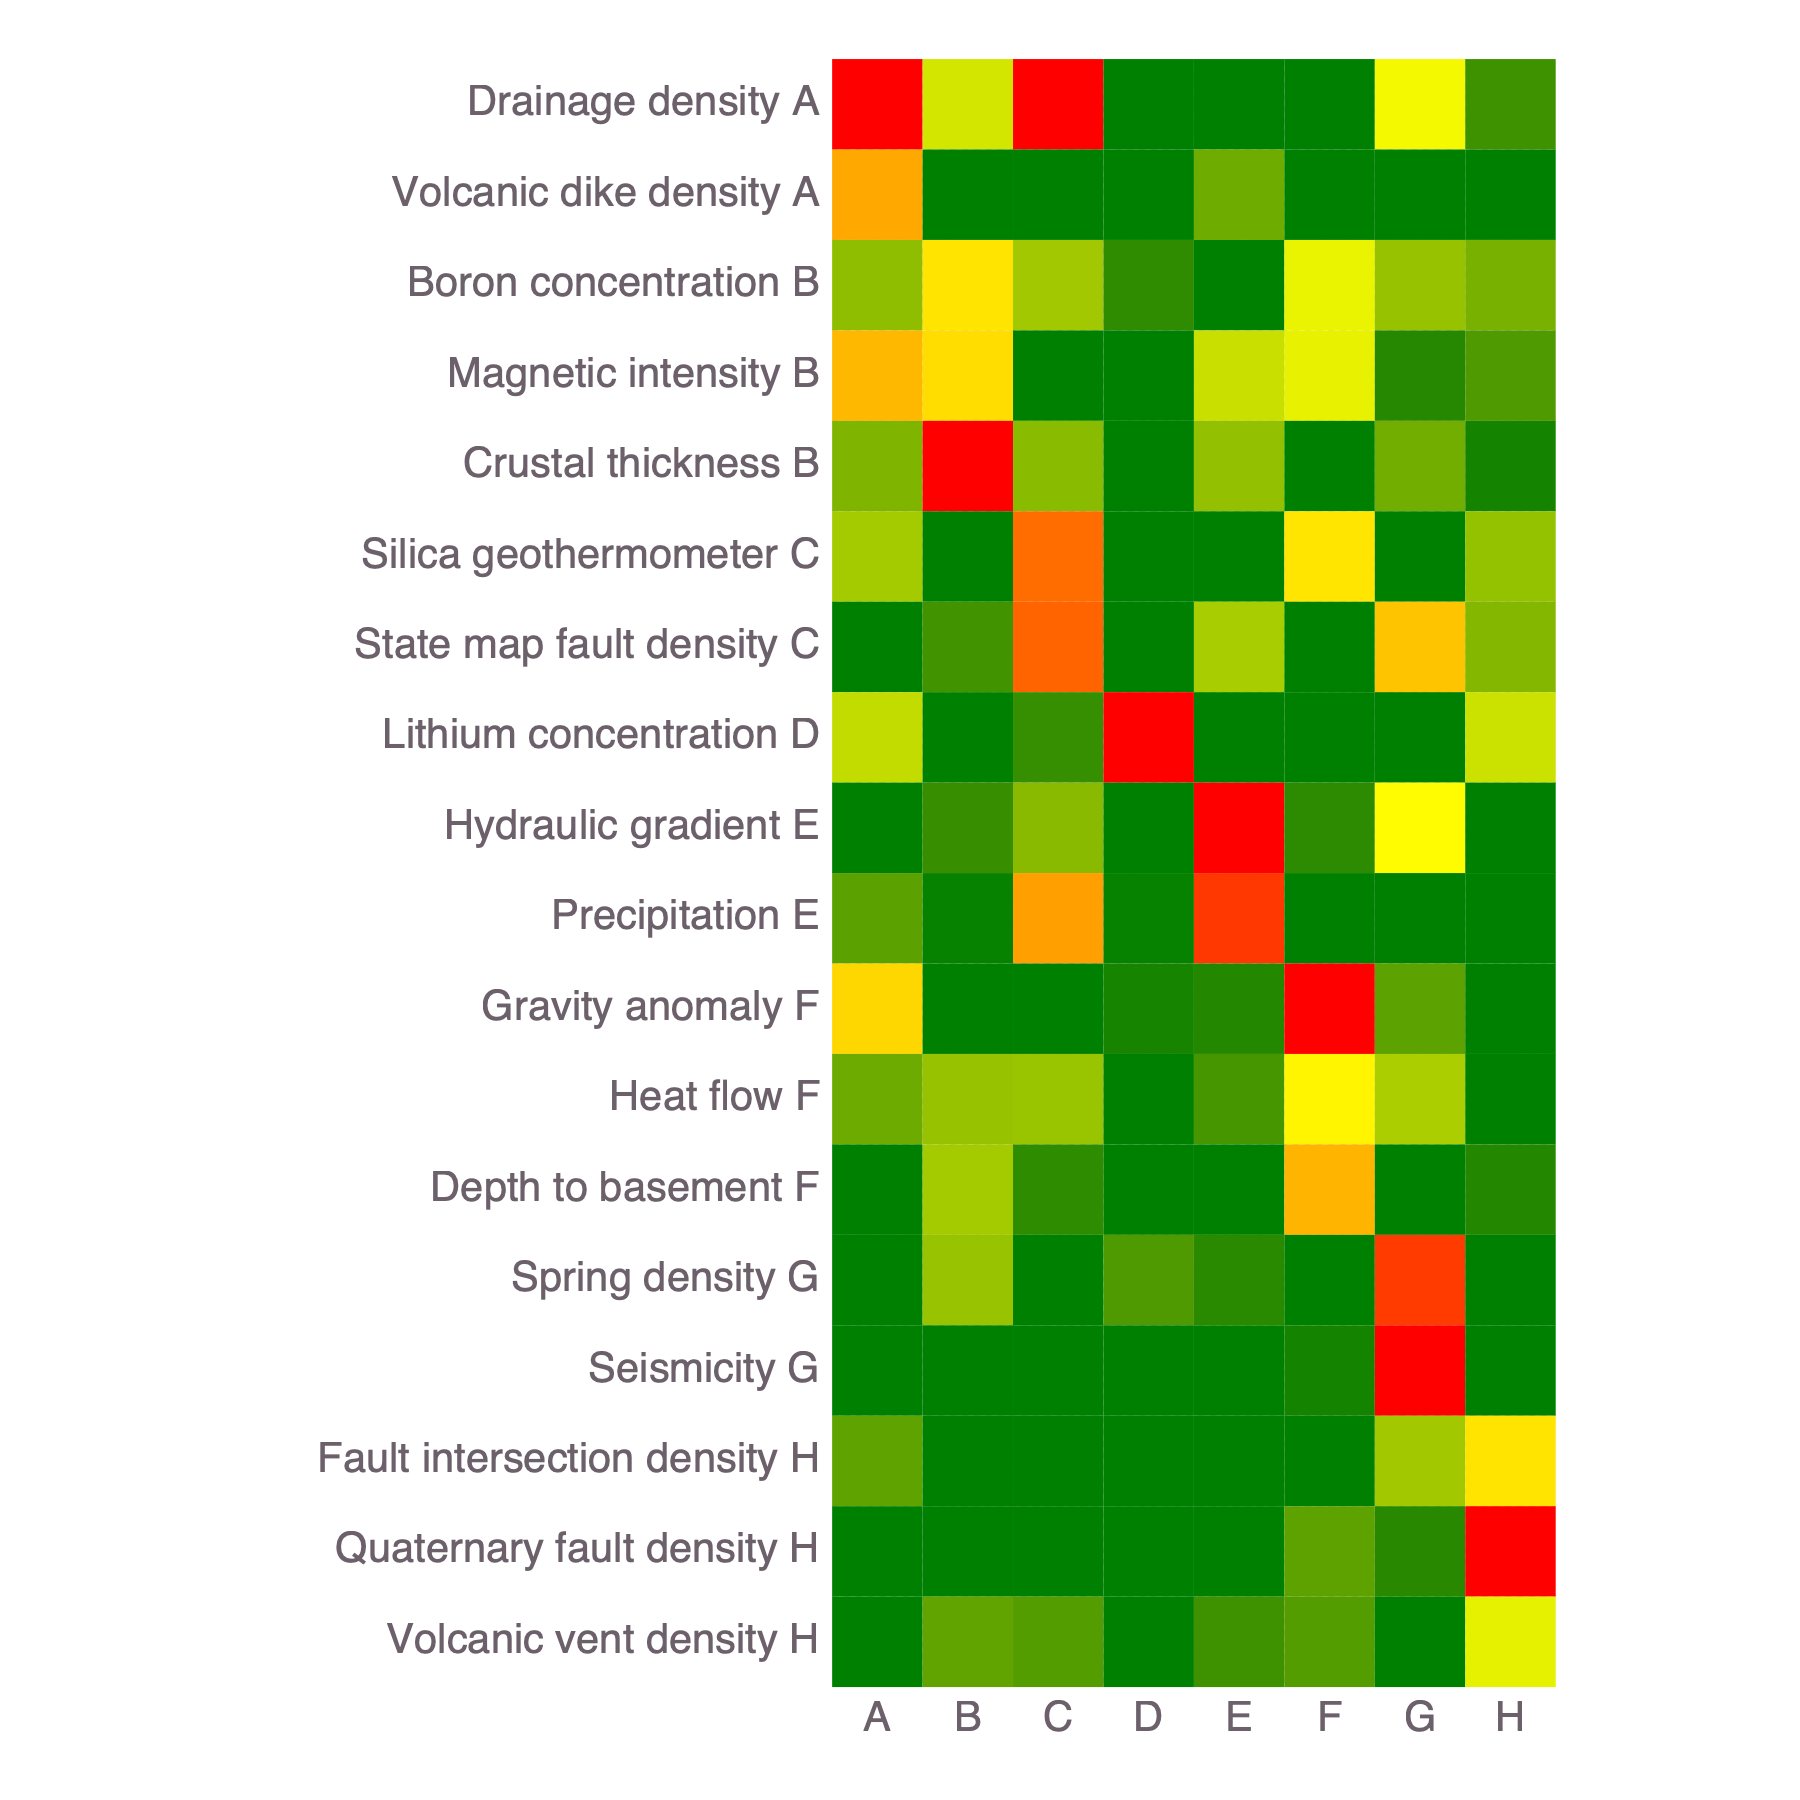 Drainage density A
Volcanic dike density A
Boron concentration B
Magnetic intensity B
Crustal thickness B
Silica geothermometer C
State map fault density C
Lithium concentration D
Hydraulic gradient E
Precipitation E
Gravity anomaly F
Heat flow F
Depth to basement F
Spring density G
Seismicity G
Fault intersection density H
Quaternary fault density H
Volcanic vent density H
A B C D E F G H